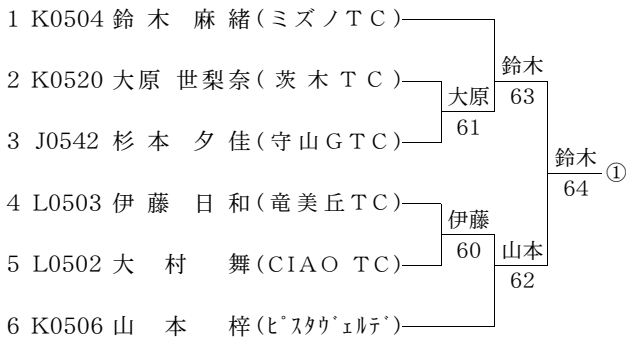 1 K0504 鈴木 麻緒(ミズノTC)
鈴木
2 K0520 大原 世梨奈(茨木TC)
大原 63
61
3 J0542 杉本 夕佳(守山GTC)
鈴木 ①
64
4 L0503 伊藤 日和(竜美丘TC)
伊藤
60 山本
5 L0502 大村 舞(CIAO TC)
62
6 K0506 山本 梓(ﾋﾟｽﾀｳﾞｪﾙﾃﾞ)